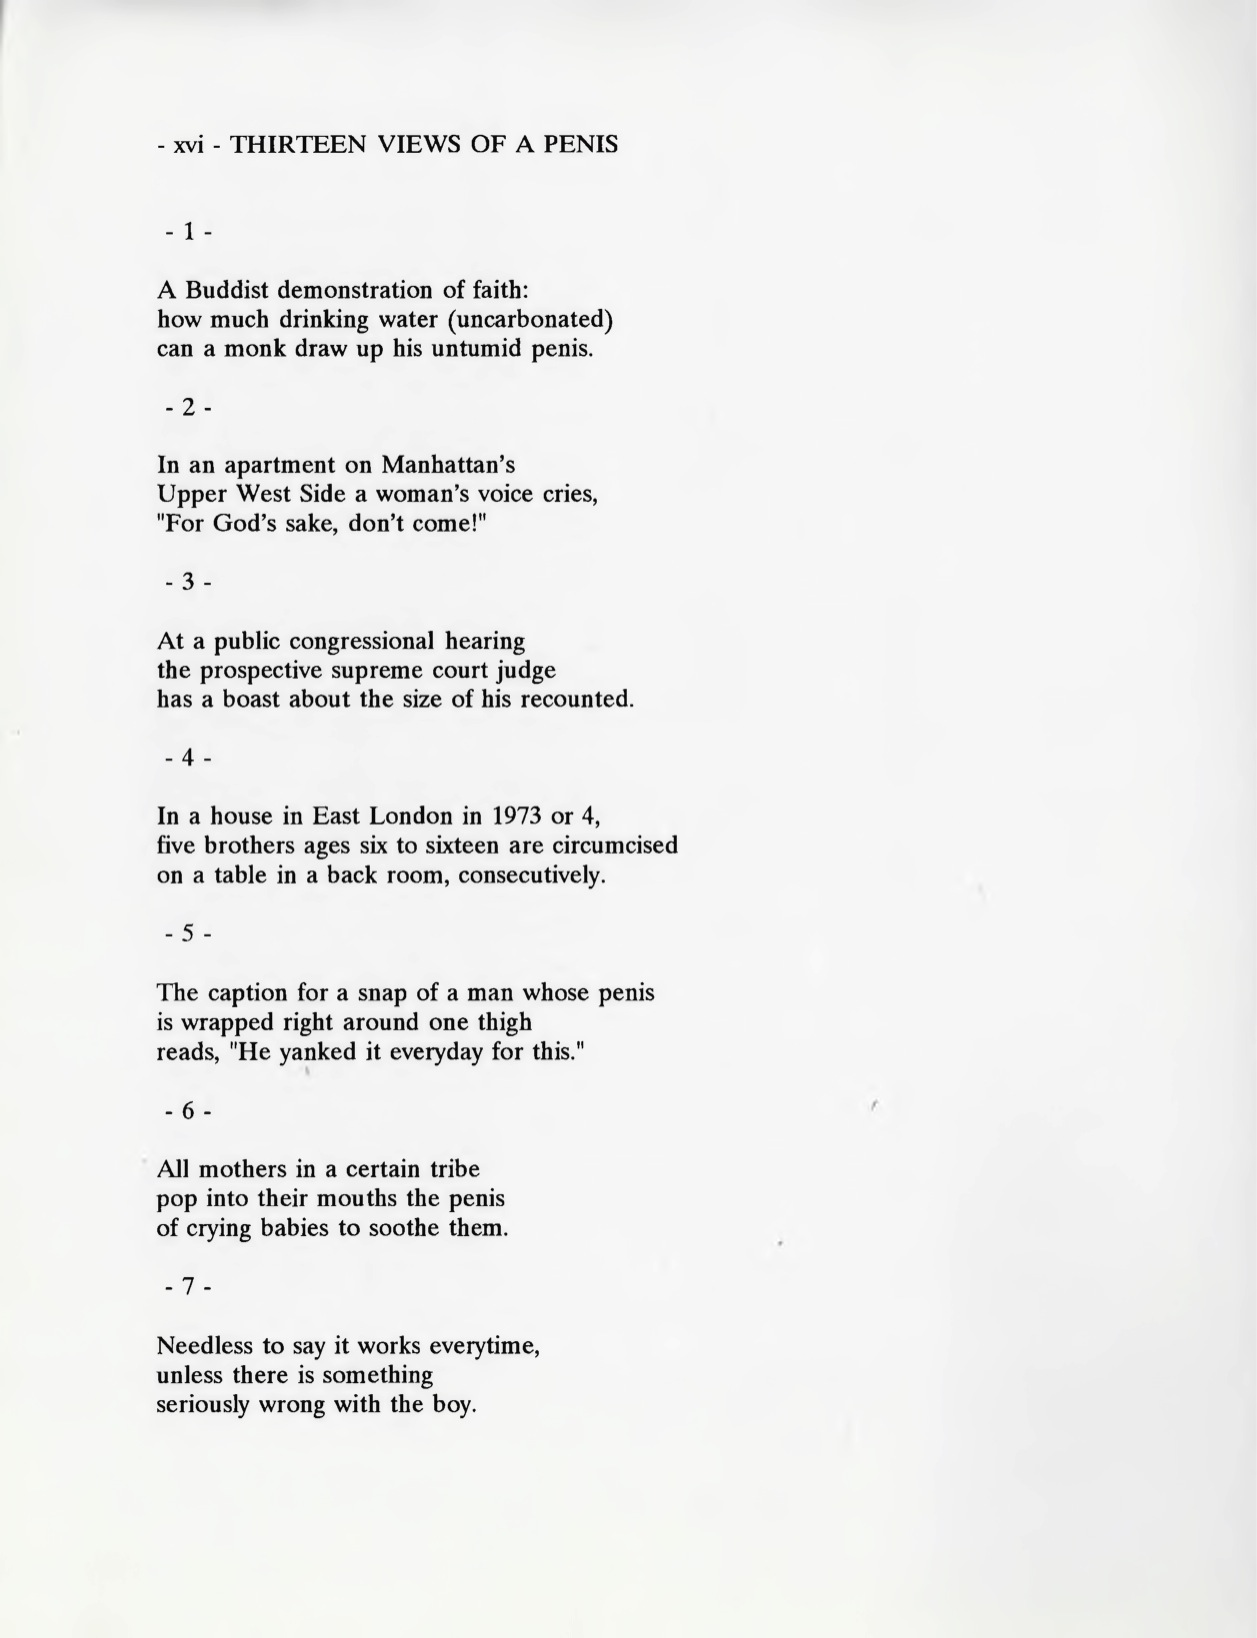 - xvi - THIRTEEN VIEWS OF A PENIS
- 1 -
A Buddist demonstration of faith:
how much drinking water (uncarbonated)
can a monk draw up his untumid penis.
- 2 -
In an apartment on Manhattan's
Upper West Side a woman's voice cries,
"For God's sake, don't come!"
- 3 -
At a public congressional hearing
the prospective supreme court judge
has a boast about the size of his recounted.
- 4 -
In a house in East London in 1973 or 4,
five brothers ages six to sixteen are circumcised
on a table in a back room, consecutively.
- 5 -
The caption for a snap of a man whose penis
is wrapped right around one thigh
reads, "He yanked it everyday for this."
- 6 -
All mothers in a certain tribe
pop into their mouths the penis
of crying babies to soothe them.
- 7 -
Needless to say it works everytime,
unless there is something
seriously wrong with the boy.